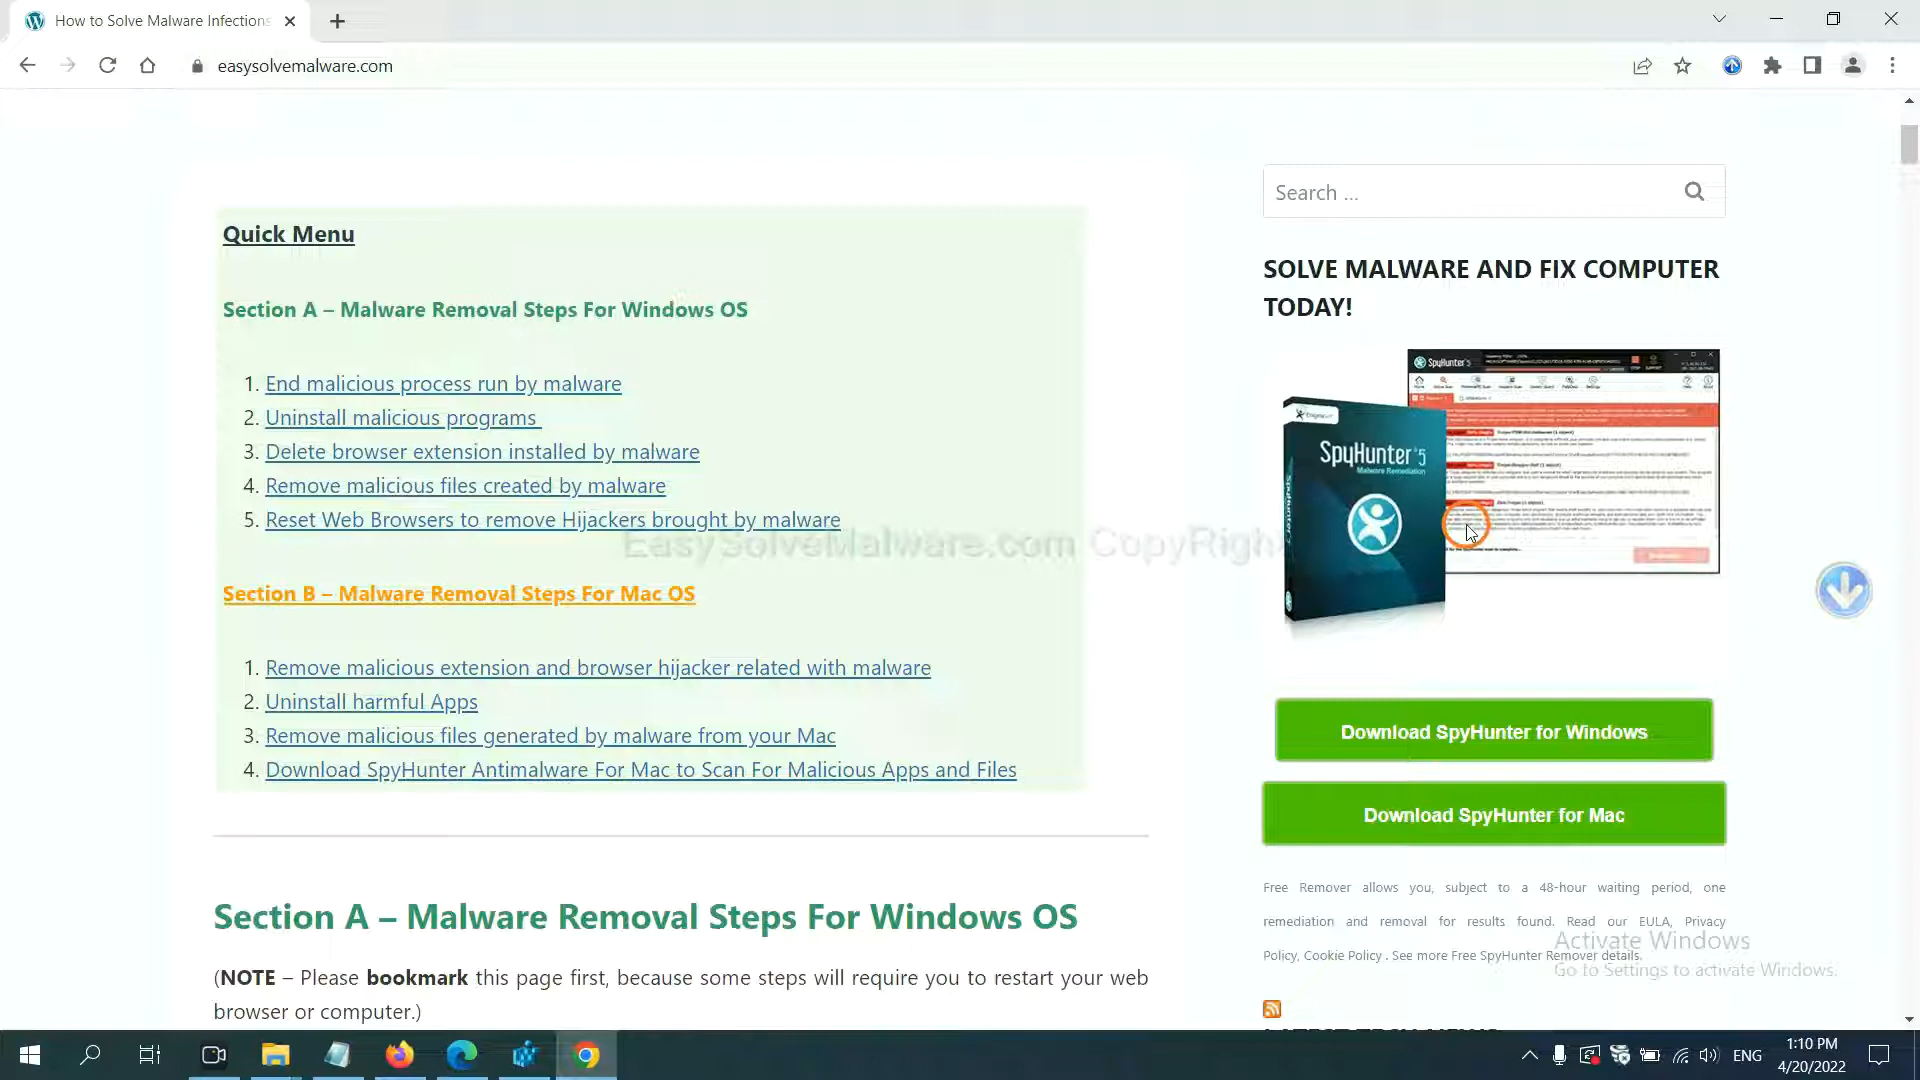 How to Solve Malware Infections
easysolvemalware.com
Search ...
Quick Menu
SOLVE MALWARE AND FIX COMPUTER
TODAY!
Section A – Malware Removal Steps For Windows OS
1. End malicious process run by malware
2. Uninstall malicious programs
3. Delete browser extension installed by malware
4. Remove malicious files created by malware
5. Reset Web Browsers to remove Hijackers brought by malware
EasySolveMalware.com CopyRigh
Section B – Malware Removal Steps For Mac OS
1. Remove malicious extension and browser hijacker related with malware
2. Uninstall harmful Apps
3. Remove malicious files generated by malware from your Mac
4. Download SpyHunter Antimalware For Mac to Scan For Malicious Apps and Files
SpyHunter 5
SpyHunter 5
Malware Remediation
Download SpyHunter for Windows
Download SpyHunter for Mac
Free Remover allows you, subject to a 48-hour waiting period, one
remediation and removal for results found. Read our EULA, Privacy
Policy, Cookie Policy . See more Free SpyHunter Remover details.
Section A – Malware Removal Steps For Windows OS
(NOTE – Please bookmark this page first, because some steps will require you to restart your web
browser or computer.)
Activate Windows
Go to Settings to activate Windows.
LATEST TECH NEWS
ENG
1:10 PM
4/20/2022